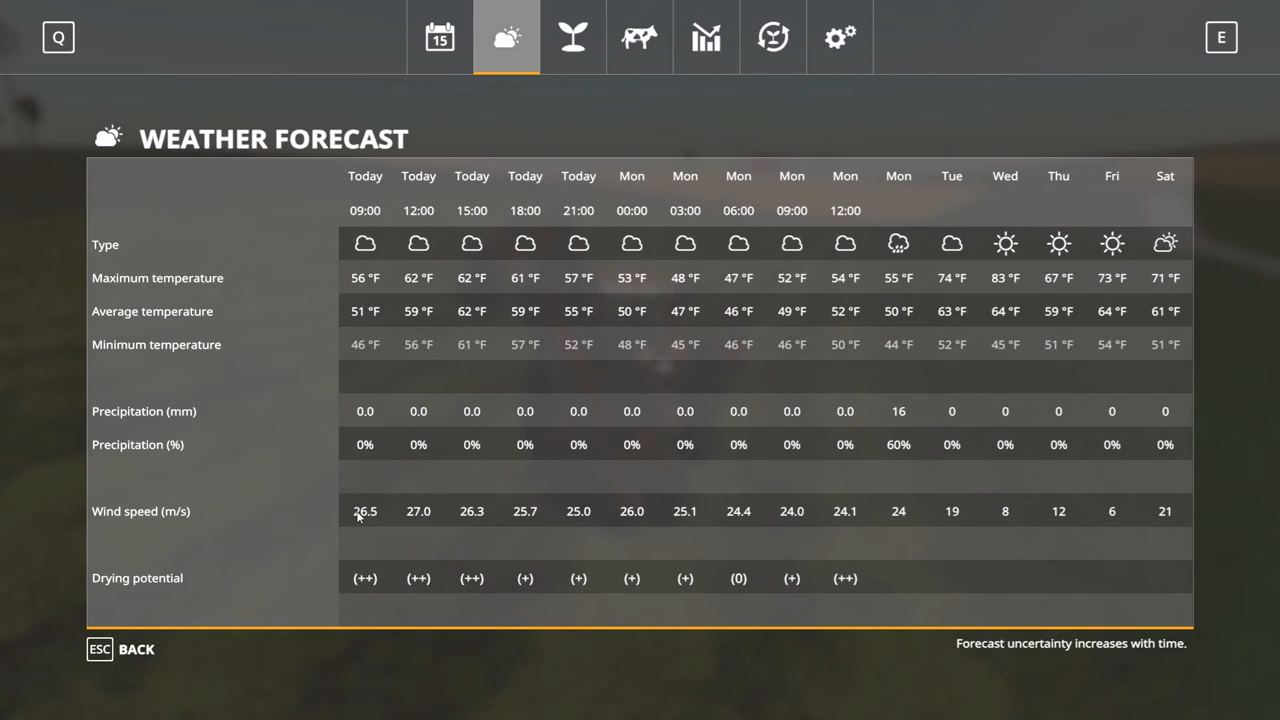 Q
15
E
WEATHER FORECAST
Today Today Today Today Today Mon Mon Mon Mon Mon Mon Tue Wed Thu Fri Sat
09:00 12:00 15:00 18:00 21:00 00:00 03:00 06:00 09:00 12:00
Type
Maximum temperature 56 °F 62 °F 62 °F 61 °F 57 °F 53 °F 48 °F 47 °F 52 °F 54 °F 55 °F 74 °F 83 °F 67 °F 73 °F 71 °F
Average temperature 51 °F 59 °F 62 °F 59 °F 55 °F 50 °F 47 °F 46 °F 49 °F 52 °F 50 °F 63 °F 64 °F 59 °F 64 °F 61 °F
Minimum temperature 46 °F 56 °F 61 °F 57 °F 52 °F 48 °F 45 °F 46 °F 46 °F 50 °F 44 °F 52 °F 45 °F 51 °F 54 °F 51 °F
Precipitation (mm) 0.0 0.0 0.0 0.0 0.0 0.0 0.0 0.0 0.0 0.0 16 0 0 0 0 0
Precipitation (%) 0% 0% 0% 0% 0% 0% 0% 0% 0% 0% 60% 0% 0% 0% 0% 0%
Wind speed (m/s) 26.5 27.0 26.3 25.7 25.0 26.0 25.1 24.4 24.0 24.1 24 19 8 12 6 21
Drying potential (++) (++) (++) (+) (+) (+) (+) (0) (+) (++)
ESC BACK
Forecast uncertainty increases with time.